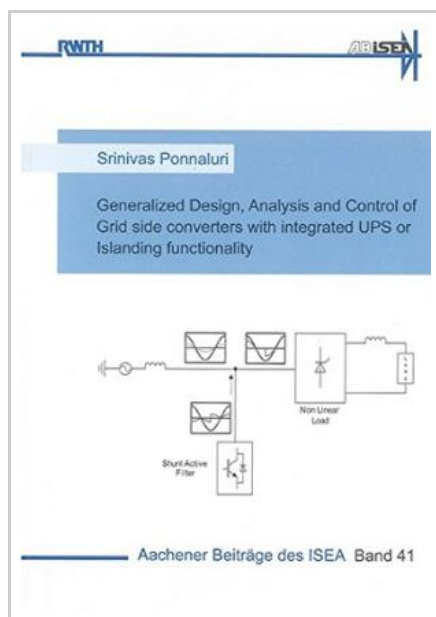 RWTH
ABISEA
Srinivas Ponnaluri
Generalized Design, Analysis and Control of
Grid side converters with integrated UPS or
Islanding functionality
Non Linear
Load
Shunt Active
Filter
Aachener Beiträge des ISEA Band 41